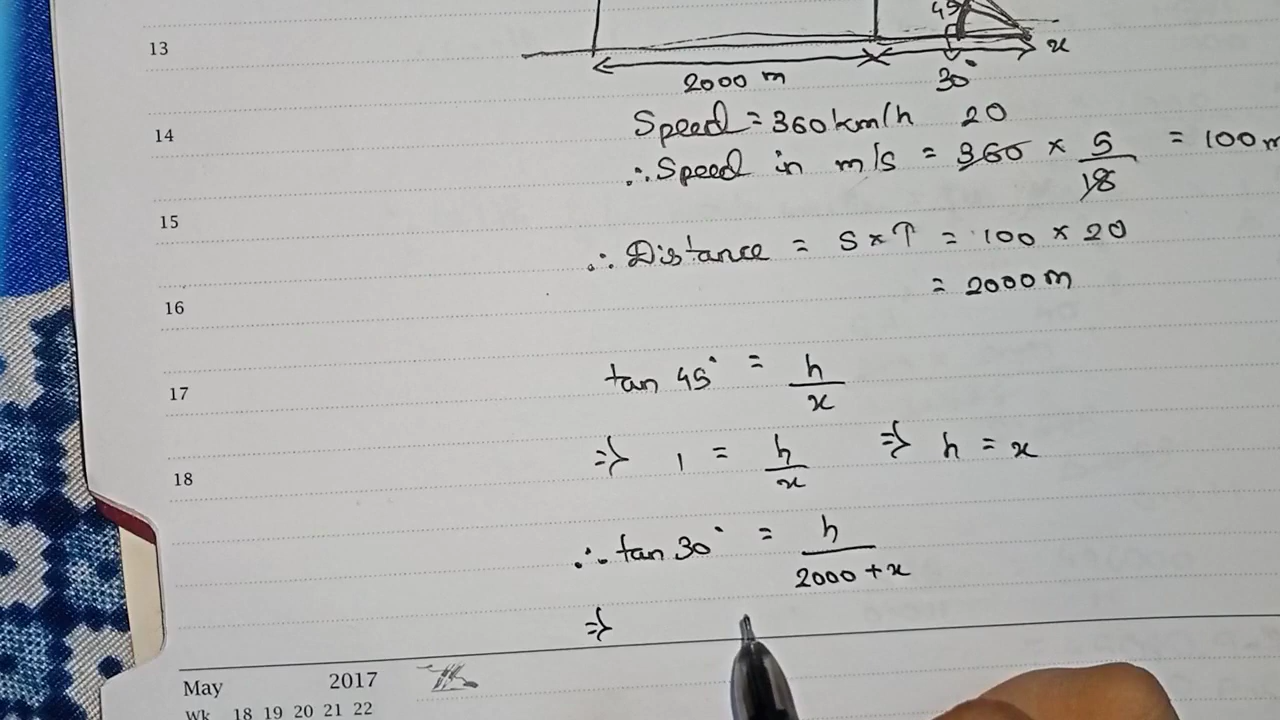 45
13
x
2000 m
30°
14
Speed = 360 km/h 20
∴ Speed in m/s = 360 × 5/18 = 100 m
15
∴ Distance = S × T = 100 × 20
= 2000 m
16
tan 45° = h/x
17
⇒ 1 = h/x ⇒ h = x
18
∴ tan 30° = h/2000 + x
⇒
May 2017
Wk 18 19 20 21 22